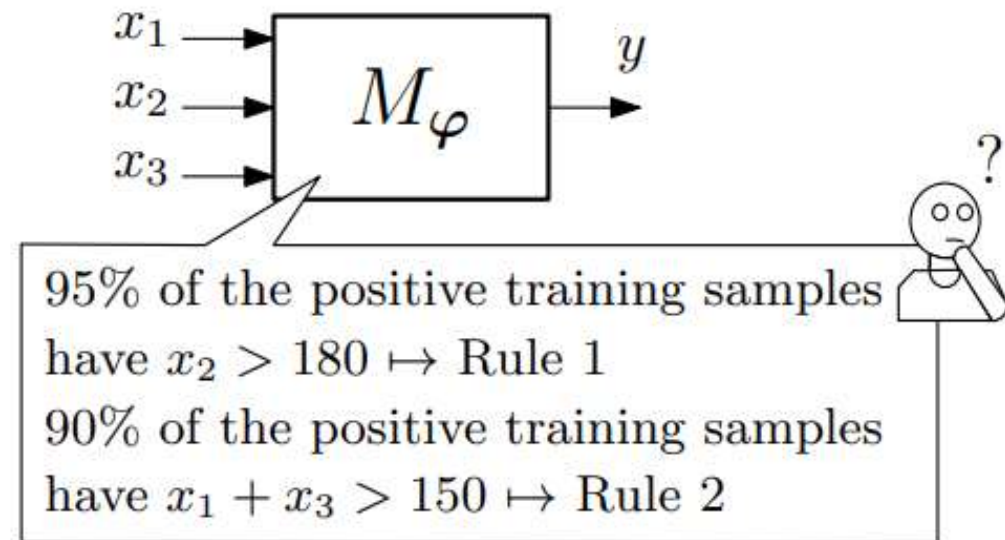 x₁
x₂
x₃
M𝝋
y
?
95% of the positive training samples
have x₂ > 180 ↦ Rule 1
90% of the positive training samples
have x₁ + x₃ > 150 ↦ Rule 2